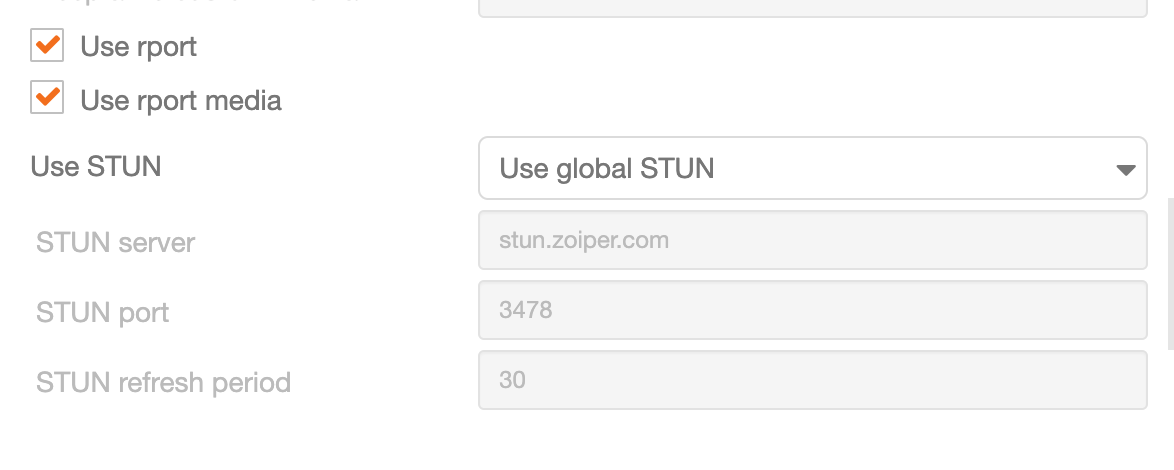 Use rport
Use rport media
Use STUN
Use global STUN
STUN server
stun.zoiper.com
STUN port
3478
STUN refresh period
30